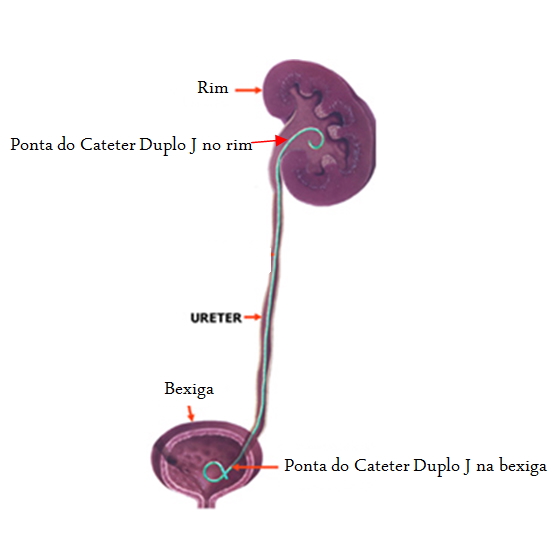 Rim
Ponta do Cateter Duplo J no rim
URETER
Bexiga
Ponta do Cateter Duplo J na bexiga